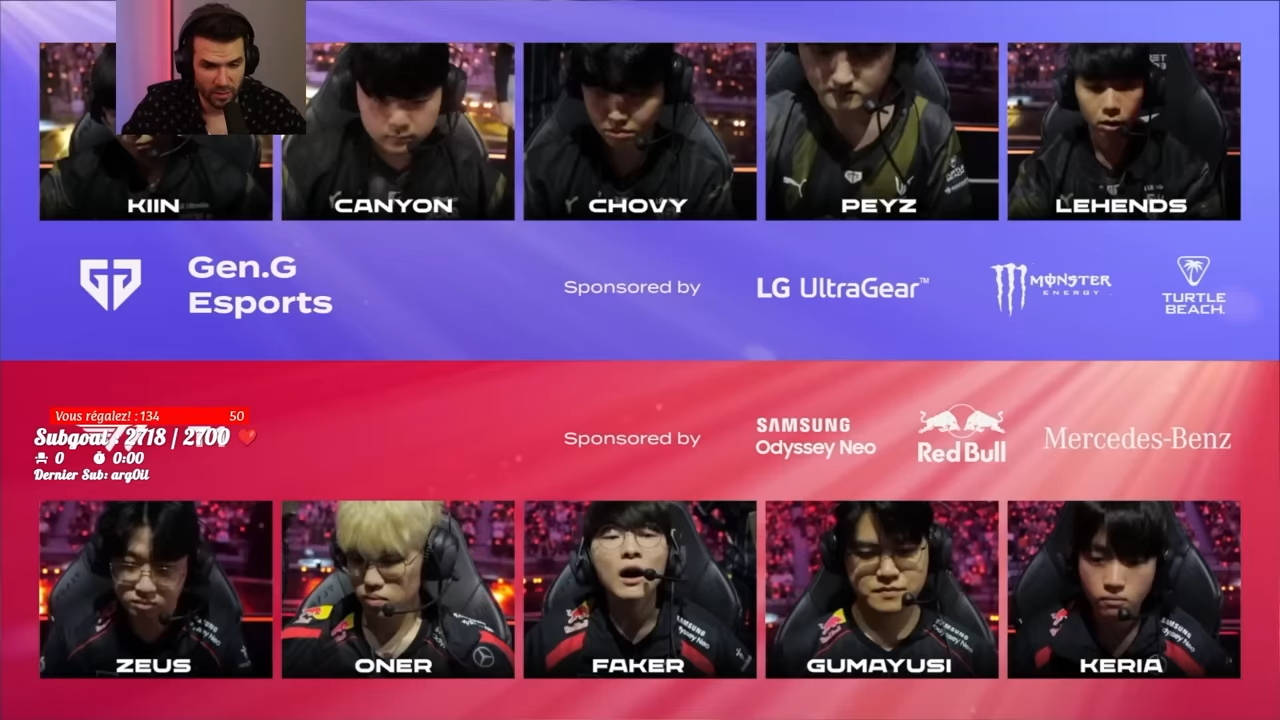 KIIN
CANYON
CHOVY
PEYZ
LEHENDS
Gen.G
Esports
Sponsored by
LG UltraGear™
MONSTER
ENERGY
TURTLE
BEACH
Vous régalez! : 134 50
Subgoal : 2718 / 2700
0 0:00
Dernier Sub: arg0il
Sponsored by
SAMSUNG
Odyssey Neo
Red Bull
Mercedes-Benz
ZEUS
ONER
FAKER
GUMAYUSI
KERIA